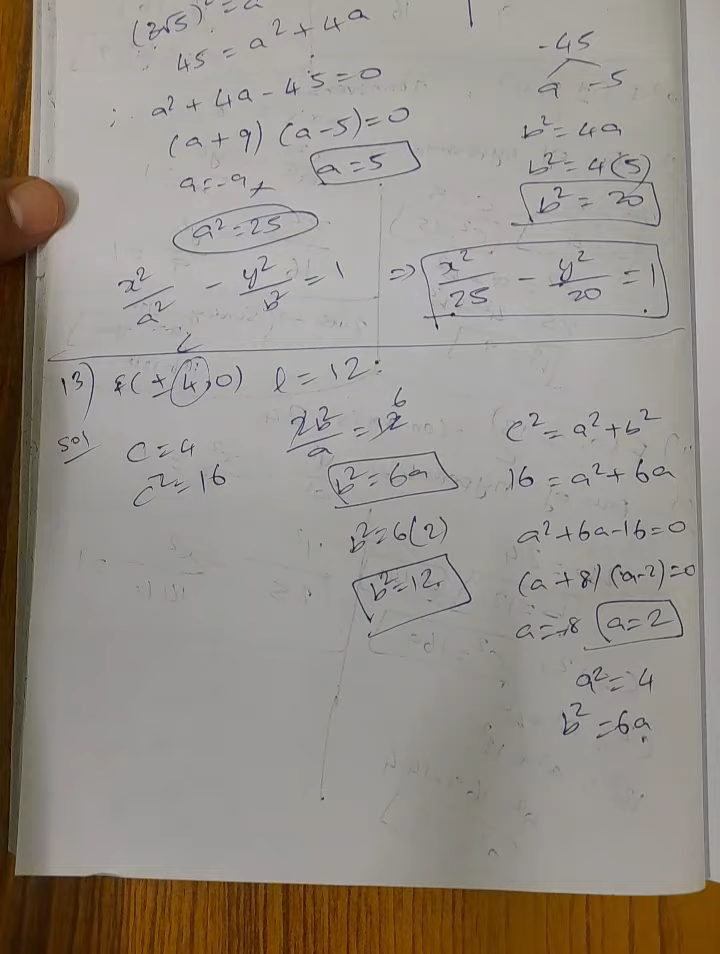 (3√5)² = a
45 = a² + 4a
∴ a² + 4a - 45 = 0
(a + 9) (a - 5) = 0
a = -9 × a = 5
a² = 25
x²/a² - y²/b² = 1
-45
9 -5
b² = 4a
b² = 4(5)
b² = 20
⇒ x²/25 - y²/20 = 1
13) F(± 4, 0) l = 12
Sol
c = 4
c² = 16
2b²/a = 12 6
b² = 6a
b² = 6(2)
b² = 12
c² = a² + b²
16 = a² + 6a
a² + 6a - 16 = 0
(a + 8) (a - 2) = 0
a = -8 a = 2
a² = 4
b² = 6a